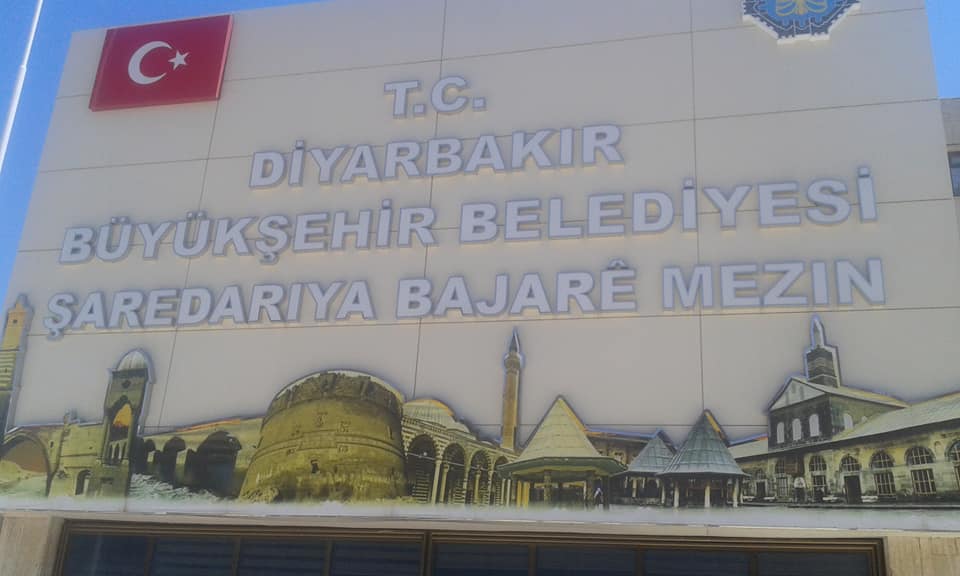 T.C.
DİYARBAKIR
BÜYÜKŞEHİR BELEDİYESİ
ŞAREDARIYA BAJARÊ MEZIN